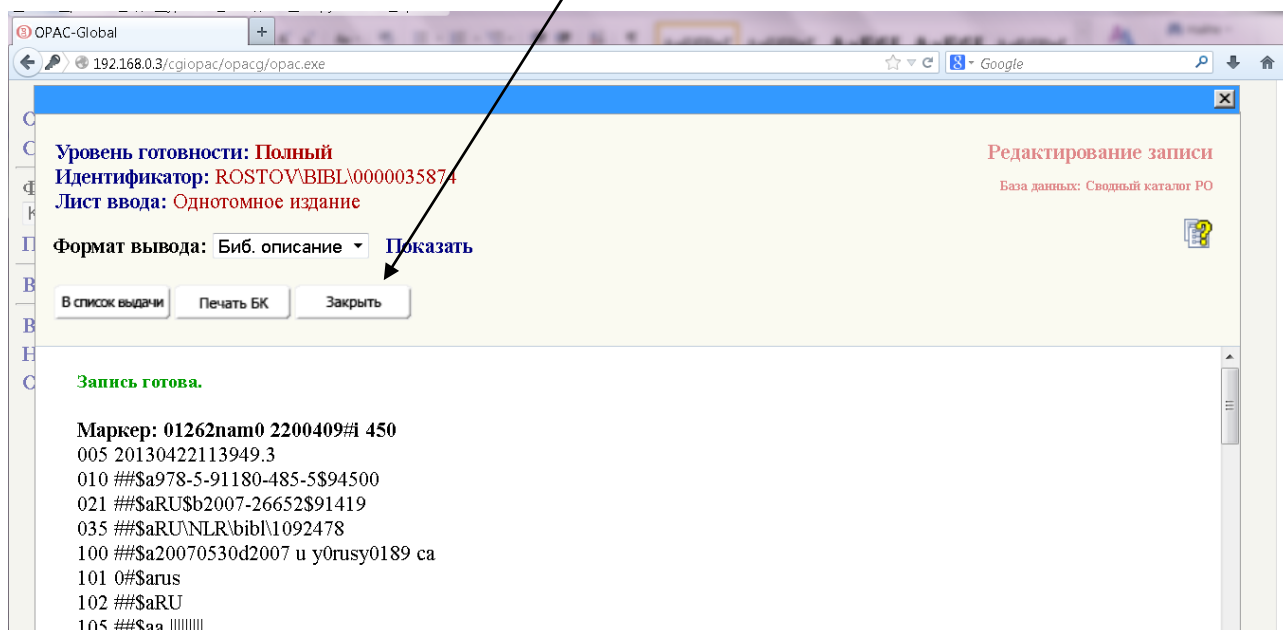 OPAC-Global
192.168.0.3/cgiopac/opacg/opac.exe
Google
Уровень готовности: Полный
Идентификатор: ROSTOV\BIBL\0000035874
Лист ввода: Однотомное издание
Редактирование записи
База данных: Сводный каталог РО
Формат вывода: Биб. описание Показать
В список выдачи Печать БК Закрыть
Запись готова.
Маркер: 01262nam0 2200409#i 450
005 20130422113949.3
010 ##$a978-5-91180-485-5$94500
021 ##$aRU$b2007-26652$91419
035 ##$aRU\NLR\bibl\1092478
100 ##$a20070530d2007 u y0rusy0189 ca
101 0#$arus
102 ##$aRU
105 ##$aa |||||||||